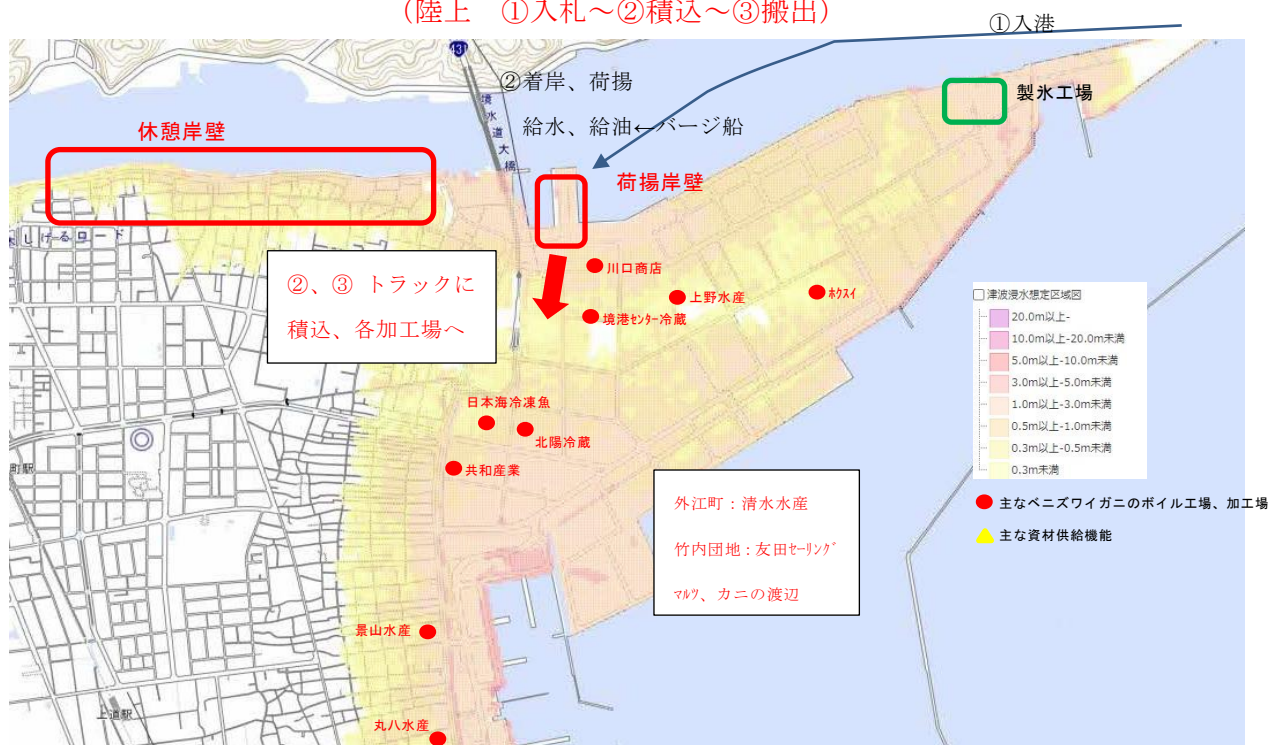 （陸上　①入札～②積込～③搬出）
①入港
431
②着岸、荷揚
境水道大橋
給水、給油←バージ船
製氷工場
休憩岸壁
荷揚岸壁
しげるロード
②、③ トラックに
積込、各加工場へ
川口商店
上野水産
ホクスイ
境港センター冷蔵
津波浸水想定区域図
20.0m以上-
10.0m以上-20.0m未満
5.0m以上-10.0m未満
3.0m以上-5.0m未満
1.0m以上-3.0m未満
0.5m以上-1.0m未満
0.3m以上-0.5m未満
0.3m未満
日本海冷凍魚
北陽冷蔵
共和産業
町駅
主なベニズワイガニのボイル工場、加工場
主な資材供給機能
外江町：清水水産
竹内団地：友田セーリング
マルツ、カニの渡辺
景山水産
上道駅
丸八水産